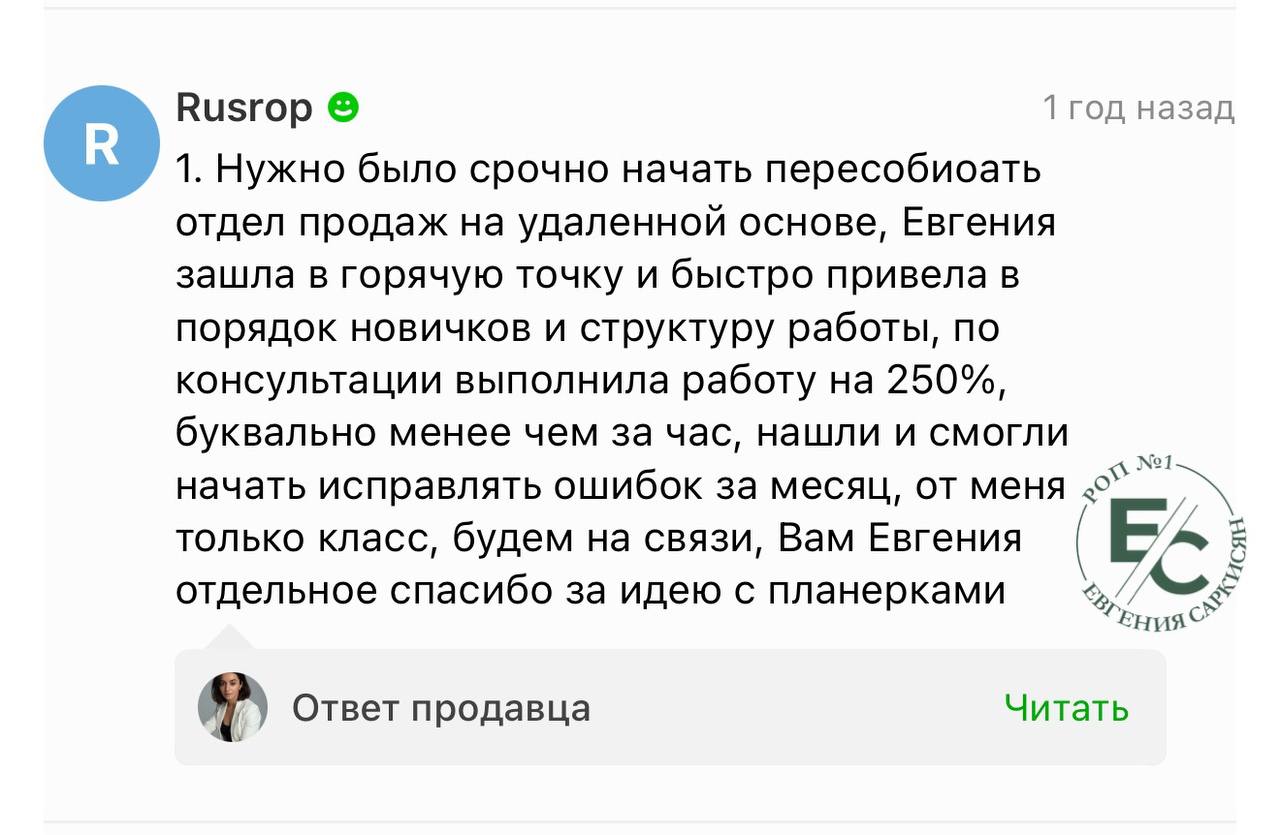 R
Rusrop
1 год назад
1. Нужно было срочно начать пересобиоать
отдел продаж на удаленной основе, Евгения
зашла в горячую точку и быстро привела в
порядок новичков и структуру работы, по
консультации выполнила работу на 250%,
буквально менее чем за час, нашли и смогли
начать исправлять ошибок за месяц, от меня
только класс, будем на связи, Вам Евгения
отдельное спасибо за идею с планерками
РОП №1
ЕС
ЕВГЕНИЯ САРКИСЯН
Ответ продавца
Читать